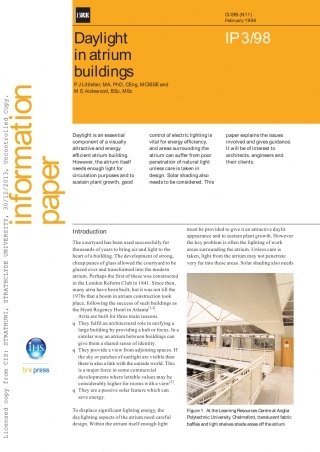 BRE
CI/SfB (N11)
February 1998
Daylight
in atrium
buildings
IP 3/98
P J Littlefair, MA, PhD, CEng, MCIBSE and
M E Aizlewood, BSc, MSc
information
paper
Licensed copy from CIS: STRATHUNI, STRATHCLYDE UNIVERSITY, 30/12/2013, Uncontrolled Copy.
Daylight is an essential
component of a visually
attractive and energy
efficient atrium building.
However, the atrium itself
needs enough light for
circulation purposes and to
sustain plant growth, good
control of electric lighting is
vital for energy efficiency,
and areas surrounding the
atrium can suffer from poor
penetration of natural light
unless care is taken in
design. Solar shading also
needs to be considered. This
paper explains the issues
involved and gives guidance.
It will be of interest to
architects, engineers and
their clients.
Introduction
The courtyard has been used successfully for
thousands of years to bring air and light to the
heart of a building. The development of strong,
cheap panes of glass allowed the courtyard to be
glazed over and transformed into the modern
atrium. Perhaps the first of these was constructed
in the London Reform Club in 1841. Since then,
many atria have been built, but it was not till the
1970s that a boom in atrium construction took
place, following the success of such buildings as
the Hyatt Regency Hotel in Atlanta[1].
Atria are built for three main reasons.
q They fulfil an architectural role in unifying a
large building by providing a hub or focus. In a
similar way an atrium between buildings can
give them a shared sense of identity.
q They provide a view from adjoining spaces. If
the sky or patches of sunlight are visible then
there is also a link with the outside world. This
is a major force in some commercial
developments where lettable values may be
considerably higher for rooms with a view[2].
q They are a passive solar feature which can
save energy.
To displace significant lighting energy, the
daylighting aspects of the atrium need careful
design. Within the atrium itself enough light
must be provided to give it an attractive daylit
appearance and to sustain plant growth. However
the key problem is often the lighting of work
areas surrounding the atrium. Unless care is
taken, light from the atrium may not penetrate
very far into these areas. Solar shading also needs
Figure 1 At the Learning Resources Centre at Anglia
Polytechnic University, Chelmsford, translucent fabric
baffles and light shelves shade areas off the atrium
IHS
bre press